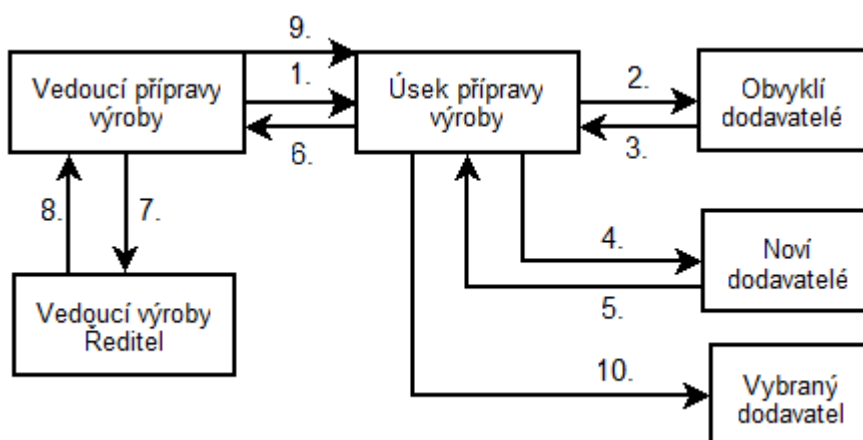 9.
Vedoucí přípravy
výroby
1.
6.
Úsek přípravy
výroby
2.
3.
Obvyklí
dodavatelé
8.
7.
4.
5.
Noví
dodavatelé
Vedoucí výroby
Ředitel
10.
Vybraný
dodavatel